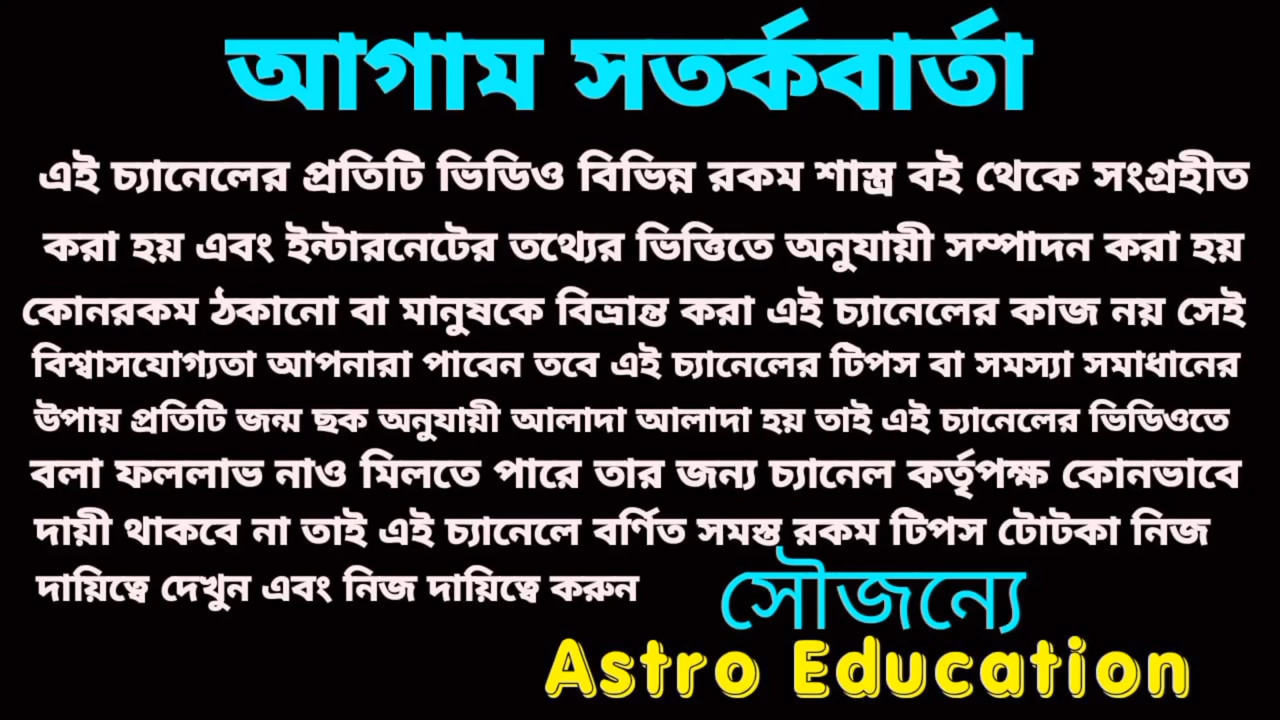 আগাম সতর্কবার্তা
এই চ্যানেলের প্রতিটি ভিডিও বিভিন্ন রকম শাস্ত্র বই থেকে সংগ্রহীত
করা হয় এবং ইন্টারনেটের তথ্যের ভিত্তিতে অনুযায়ী সম্পাদন করা হয়
কোনরকম ঠকানো বা মানুষকে বিভ্রান্ত করা এই চ্যানেলের কাজ নয় সেই
বিশ্বাসযোগ্যতা আপনারা পাবেন তবে এই চ্যানেলের টিপস বা সমস্যা সমাধানের
উপায় প্রতিটি জন্ম ছক অনুযায়ী আলাদা আলাদা হয় তাই এই চ্যানেলের ভিডিওতে
বলা ফললাভ নাও মিলতে পারে তার জন্য চ্যানেল কর্তৃপক্ষ কোনভাবে
দায়ী থাকবে না তাই এই চ্যানেলে বর্ণিত সমস্ত রকম টিপস টোটকা নিজ
দায়িত্বে দেখুন এবং নিজ দায়িত্বে করুন
সৌজন্যে
Astro Education